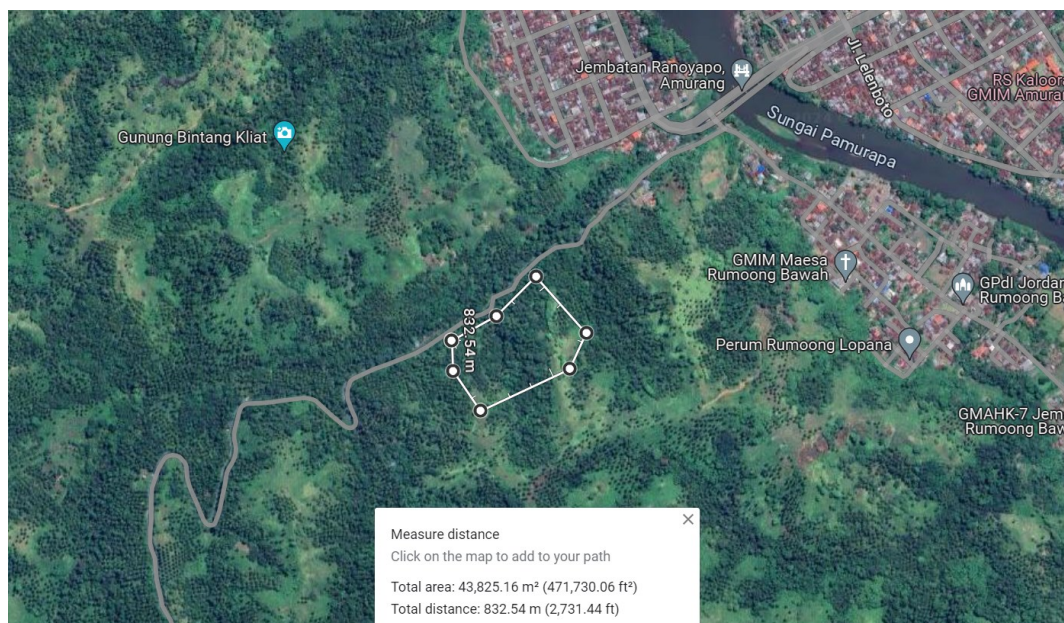 Jembatan Ranoyapo,
Amurang
Jl. Lelenboto
RS Kaloora
GMIM Amura
Gunung Bintang Kliat
Sungai Pamurapa
GMIM Maesa
Rumoong Bawah
GPdI Jordan
Rumoong B
832.54 m
Perum Rumoong Lopana
GMAHK-7 Jem
Rumoong Baw
Measure distance
Click on the map to add to your path
Total area: 43,825.16 m² (471,730.06 ft²)
Total distance: 832.54 m (2,731.44 ft)